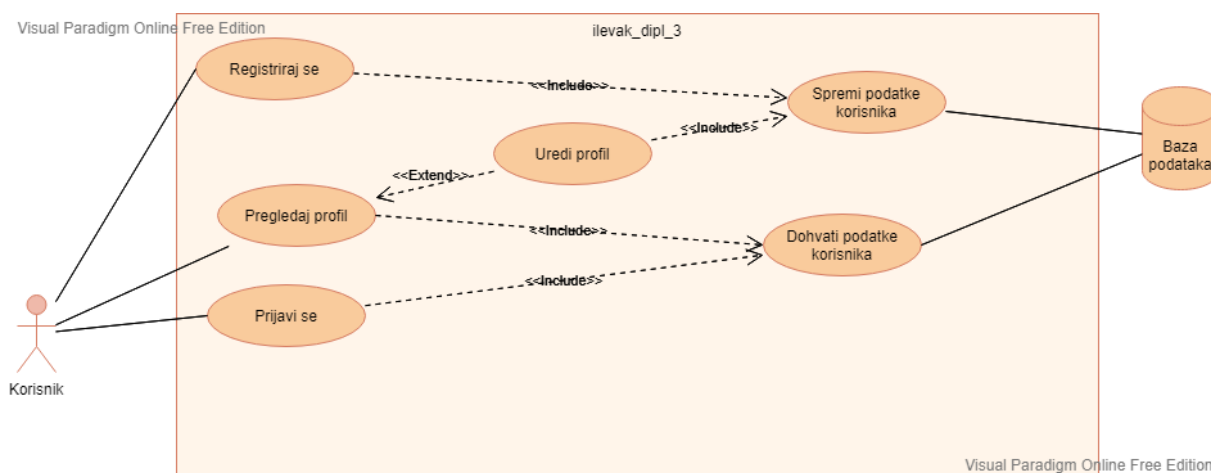 Visual Paradigm Online Free Edition
ilevak_dipl_3
Registriraj se
<<Include>>
Spremi podatke
korisnika
<<Include>>
Uredi profil
Baza
podataka
<<Extend>>
Pregledaj profil
<<Include>>
Dohvati podatke
korisnika
<<Include>>
Prijavi se
Korisnik
Visual Paradigm Online Free Edition